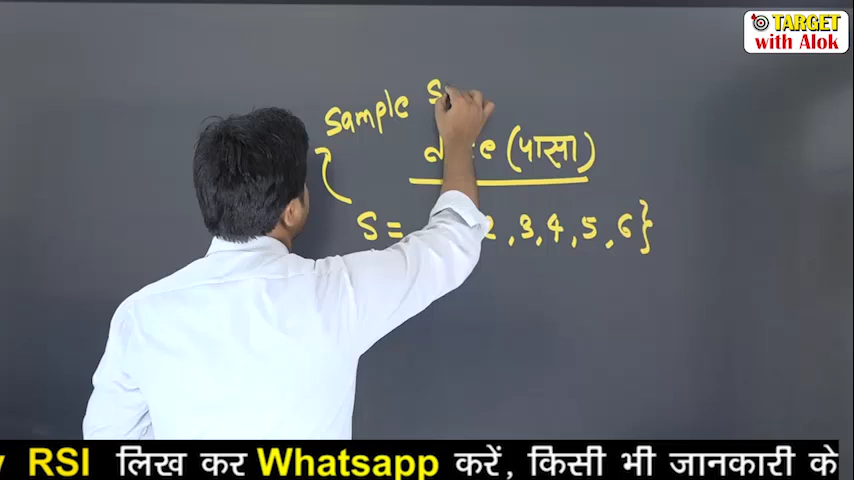 TARGET
with Alok
Sample S
(पासा)
S = 2, 3, 4, 5, 6}
RSI लिख कर Whatsapp करें, किसी भी जानकारी के